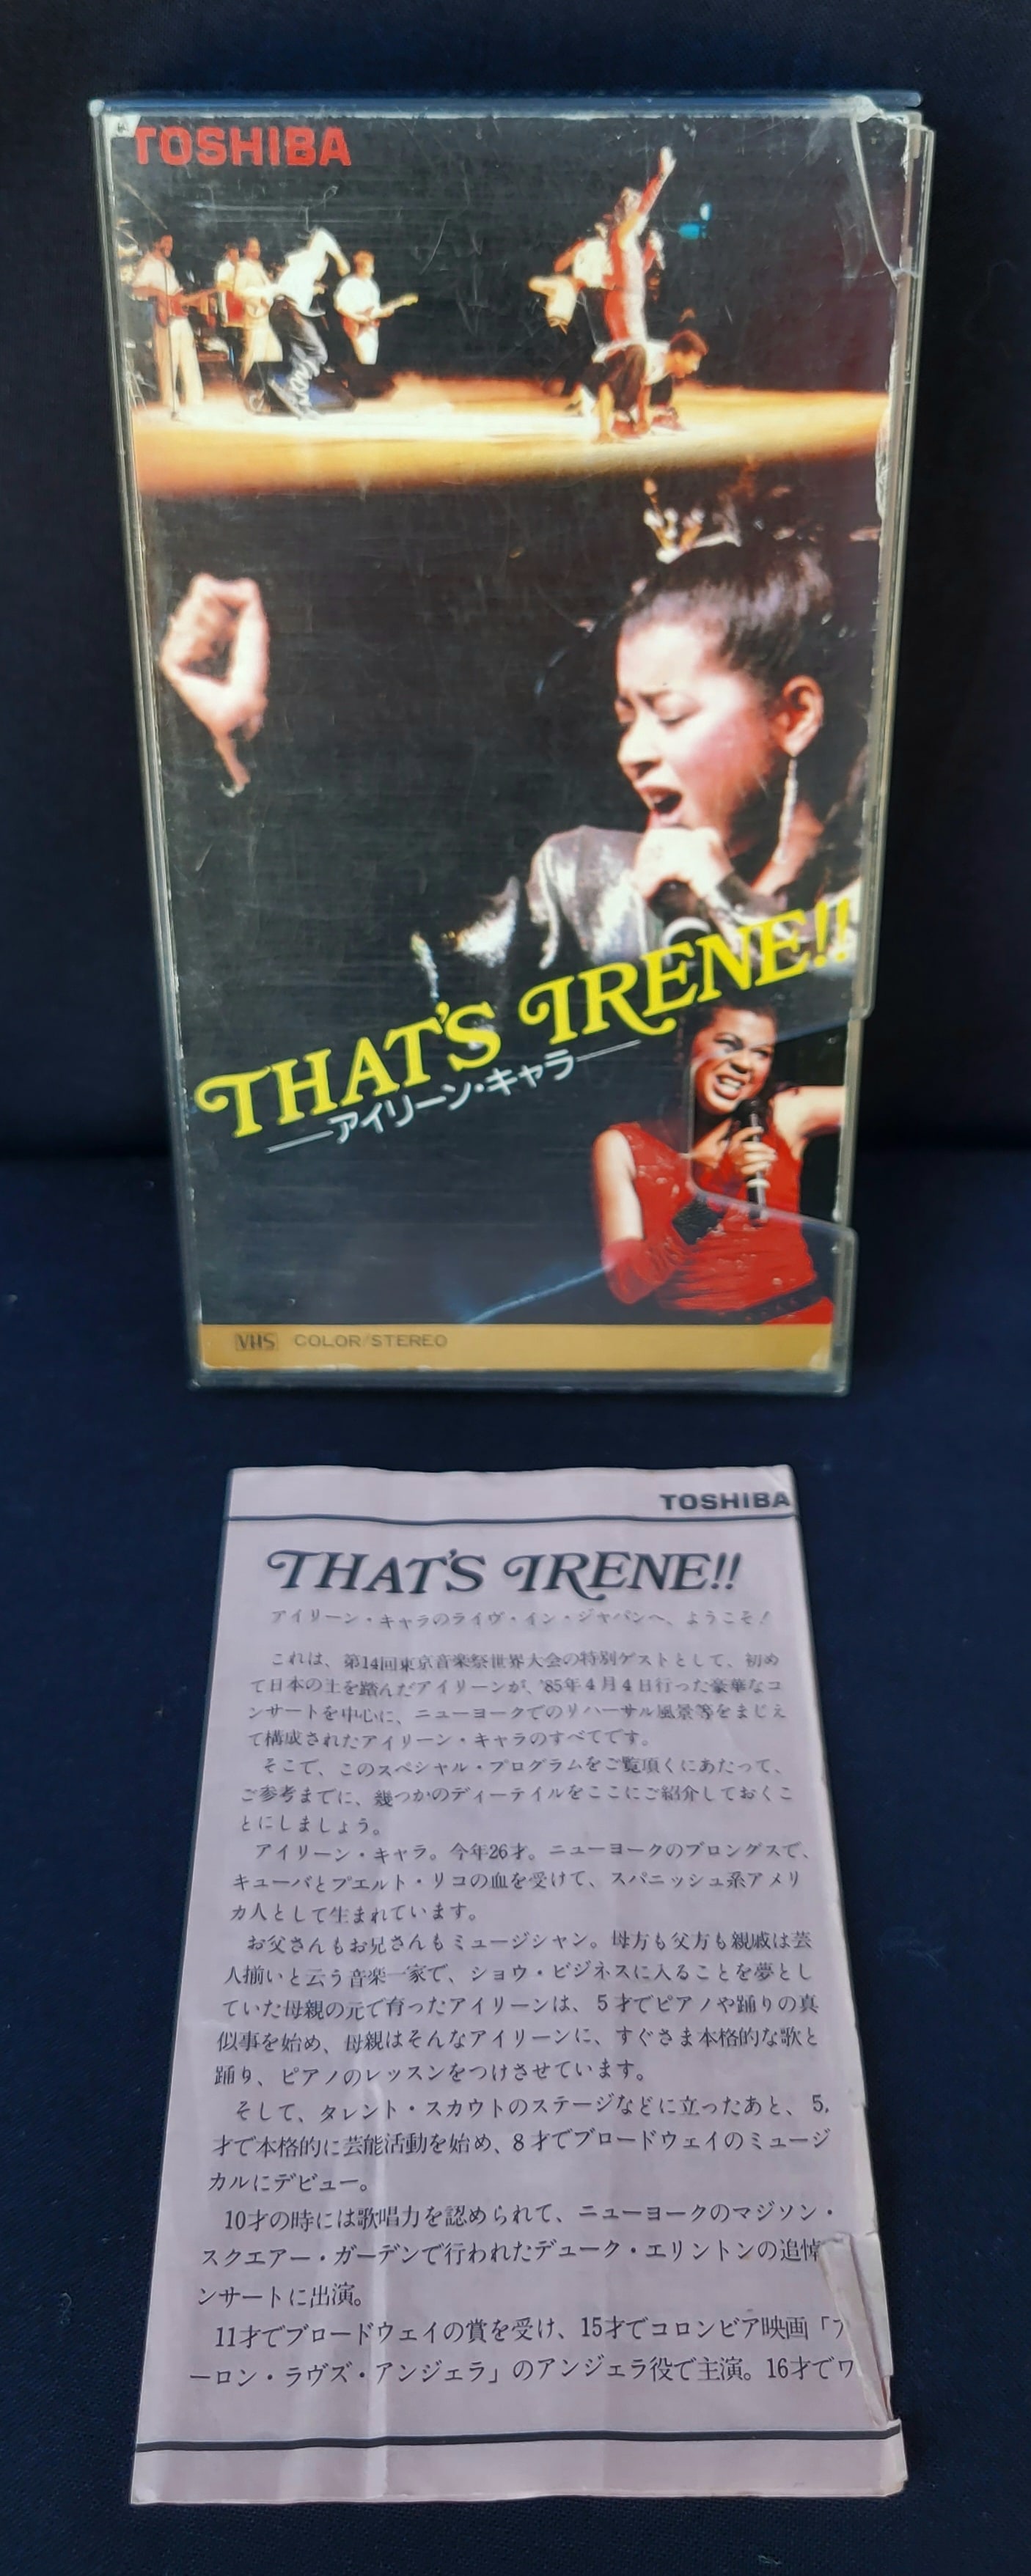 TOSHIBA
THAT'S IRENE!!
アイリーン・キャラ
VHS COLOR/STEREO
TOSHIBA
THAT'S IRENE!!
アイリーン・キャラのライヴ・イン・ジャパンへ、ようこそ！
これは、第14回東京音楽祭世界大会の特別ゲストとして、初め
て日本の土を踏んだアイリーンが、'85年4月4日行った豪華なコ
ンサートを中心に、ニューヨークでのリハーサル風景等をまじえ
て構成されたアイリーン・キャラのすべてです。
そこで、このスペシャル・プログラムをご覧頂くにあたって、
ご参考までに、幾つかのディーテイルをここにご紹介しておくこ
とにしましょう。
アイリーン・キャラ。今年26才。ニューヨークのブロングスで、
キューバとプエルト・リコの血を受けて、スパニッシュ系アメリ
カ人として生まれています。
お父さんもお兄さんもミュージシャン。母方も父方も親戚は芸
人揃いと云う音楽一家で、ショウ・ビジネスに入ることを夢とし
ていた母親の元で育ったアイリーンは、5才でピアノや踊りの真
似事を始め、母親はそんなアイリーンに、すぐさま本格的な歌と
踊り、ピアノのレッスンをつけさせています。
そして、タレント・スカウトのステージなどに立ったあと、5.
才で本格的に芸能活動を始め、8才でブロードウェイのミュージ
カルにデビュー。
10才の時には歌唱力を認められて、ニューヨークのマジソン・
スクエアー・ガーデンで行われたデューク・エリントンの追悼
ンサートに出演。
11才でブロードウェイの賞を受け、15才でコロンビア映画「ア
ーロン・ラヴズ・アンジェラ」のアンジェラ役で主演。16才でワ